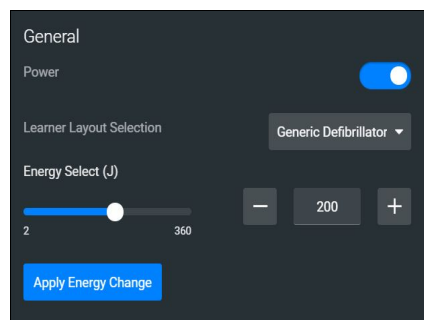 General
Power
Learner Layout Selection
Generic Defibrillator
Energy Select (J)
200
2
360
Apply Energy Change